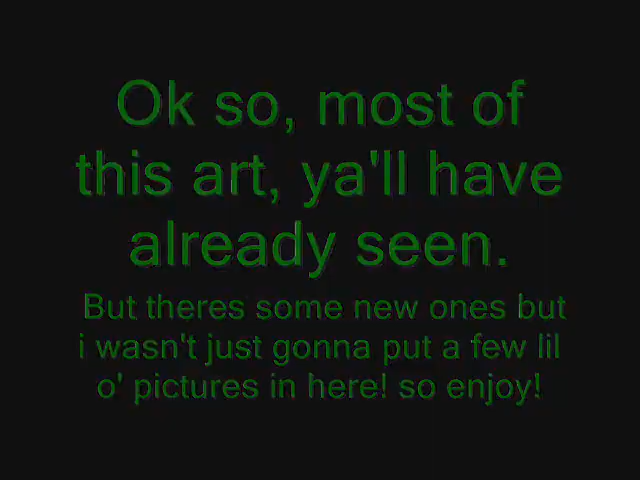 Ok so, most of
this art, ya'll have
already seen.
But theres some new ones but
i wasn't just gonna put a few lil
o' pictures in here! so enjoy!